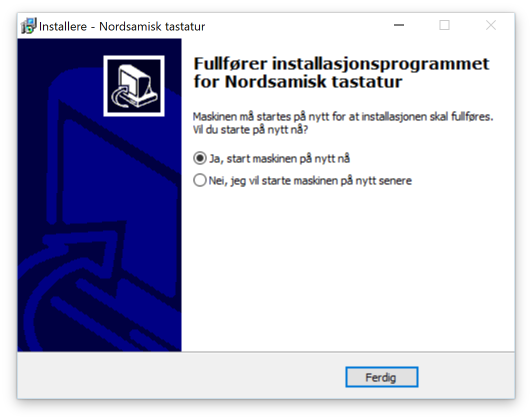 Installere - Nordsamisk tastatur
Fullfører installasjonsprogrammet
for Nordsamisk tastatur
Maskinen må startes på nytt for at installasjonen skal fullføres.
Vil du starte på nytt nå?
Ja, start maskinen på nytt nå
Nei, jeg vil starte maskinen på nytt senere
Ferdig